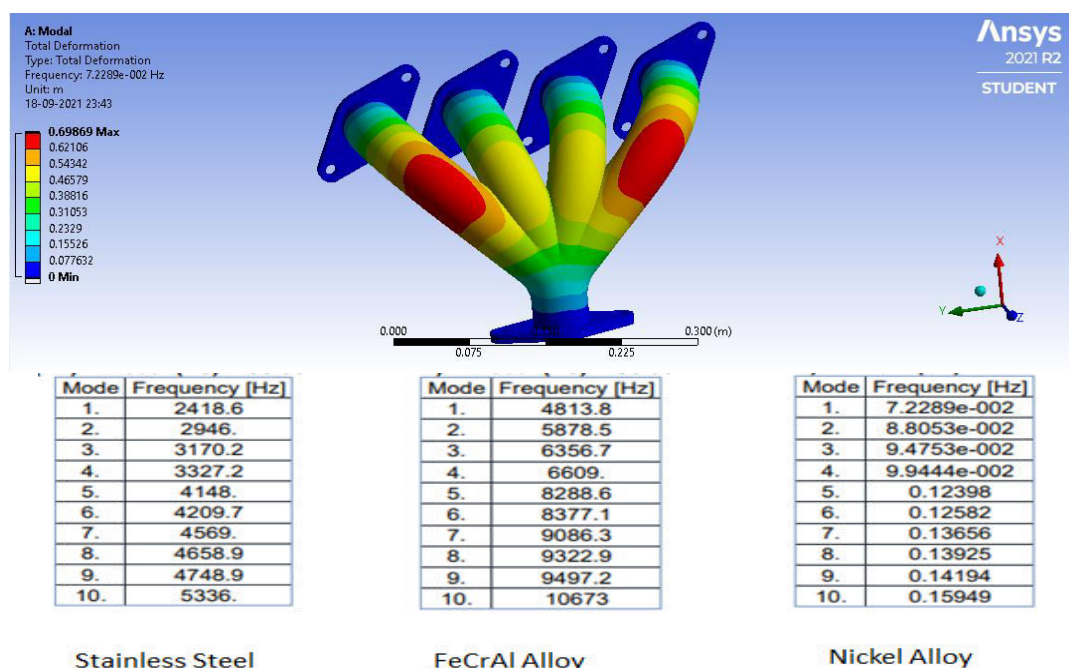 A: Modal
Total Deformation
Type: Total Deformation
Frequency: 7.2289e-002 Hz
Unit: m
18-09-2021 23:43
0.69869 Max
0.62106
0.54342
0.46579
0.38816
0.31053
0.2329
0.15526
0.077632
0 Min
Ansys
2021 R2
STUDENT
X
Y
Z
0.000
0.300 (m)
0.075
0.225
Mode Frequency [Hz]
1. 2418.6
2. 2946.
3. 3170.2
4. 3327.2
5. 4148.
6. 4209.7
7. 4569.
8. 4658.9
9. 4748.9
10. 5336.
Stainless Steel
Mode Frequency [Hz]
1. 4813.8
2. 5878.5
3. 6356.7
4. 6609.
5. 8288.6
6. 8377.1
7. 9086.3
8. 9322.9
9. 9497.2
10. 10673
FeCrAl Alloy
Mode Frequency [Hz]
1. 7.2289e-002
2. 8.8053e-002
3. 9.4753e-002
4. 9.9444e-002
5. 0.12398
6. 0.12582
7. 0.13656
8. 0.13925
9. 0.14194
10. 0.15949
Nickel Alloy